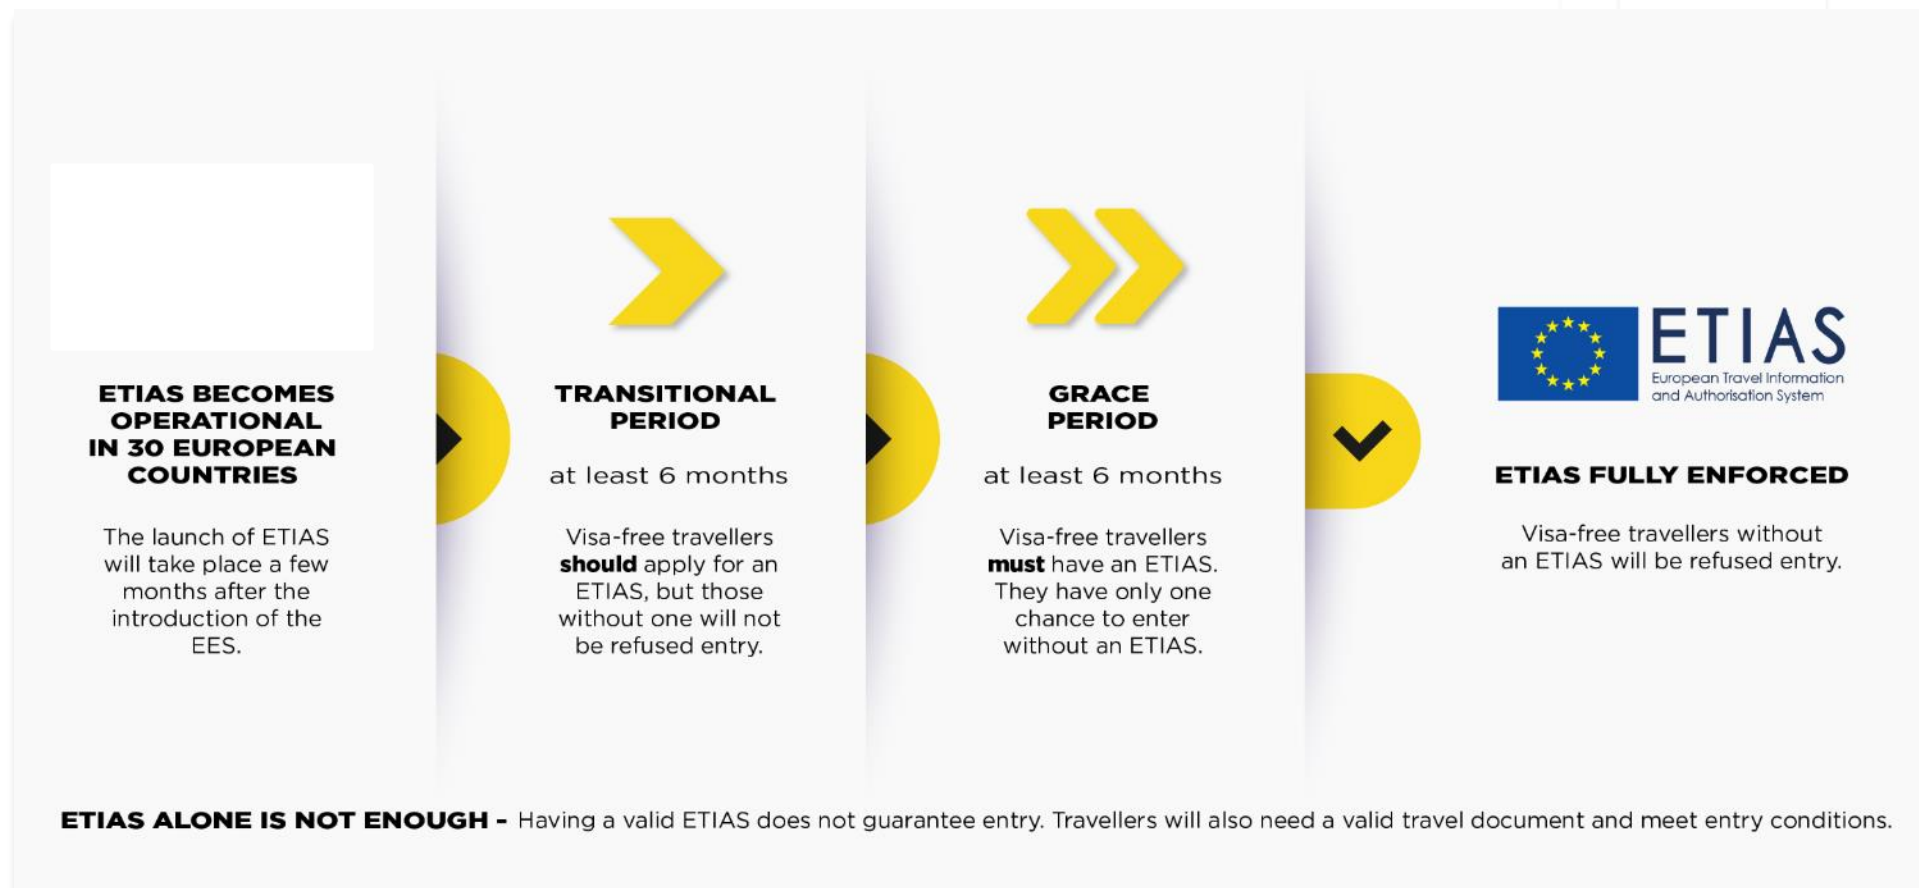 ETIAS BECOMES
OPERATIONAL
IN 30 EUROPEAN
COUNTRIES
The launch of ETIAS
will take place a few
months after the
introduction of the
EES.
TRANSITIONAL
PERIOD
at least 6 months
Visa-free travellers
should apply for an
ETIAS, but those
without one will not
be refused entry.
GRACE
PERIOD
at least 6 months
Visa-free travellers
must have an ETIAS.
They have only one
chance to enter
without an ETIAS.
ETIAS
European Travel Information
and Authorisation System
ETIAS FULLY ENFORCED
Visa-free travellers without
an ETIAS will be refused entry.
ETIAS ALONE IS NOT ENOUGH - Having a valid ETIAS does not guarantee entry. Travellers will also need a valid travel document and meet entry conditions.